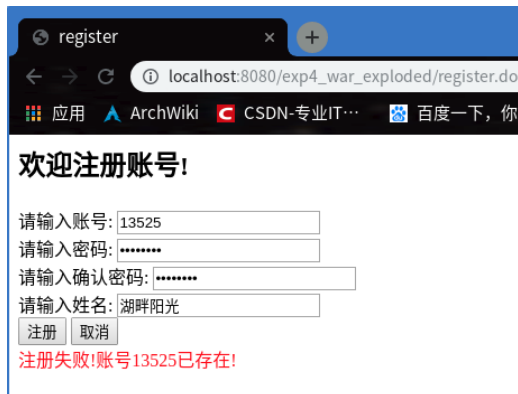 register
localhost:8080/exp4_war_exploded/register.do
应用 ArchWiki CSDN-专业IT… 百度一下，你
欢迎注册账号!
请输入账号: 13525
请输入密码: ••••••••
请输入确认密码: ••••••••
请输入姓名: 湖畔阳光
注册 取消
注册失败!账号13525已存在!